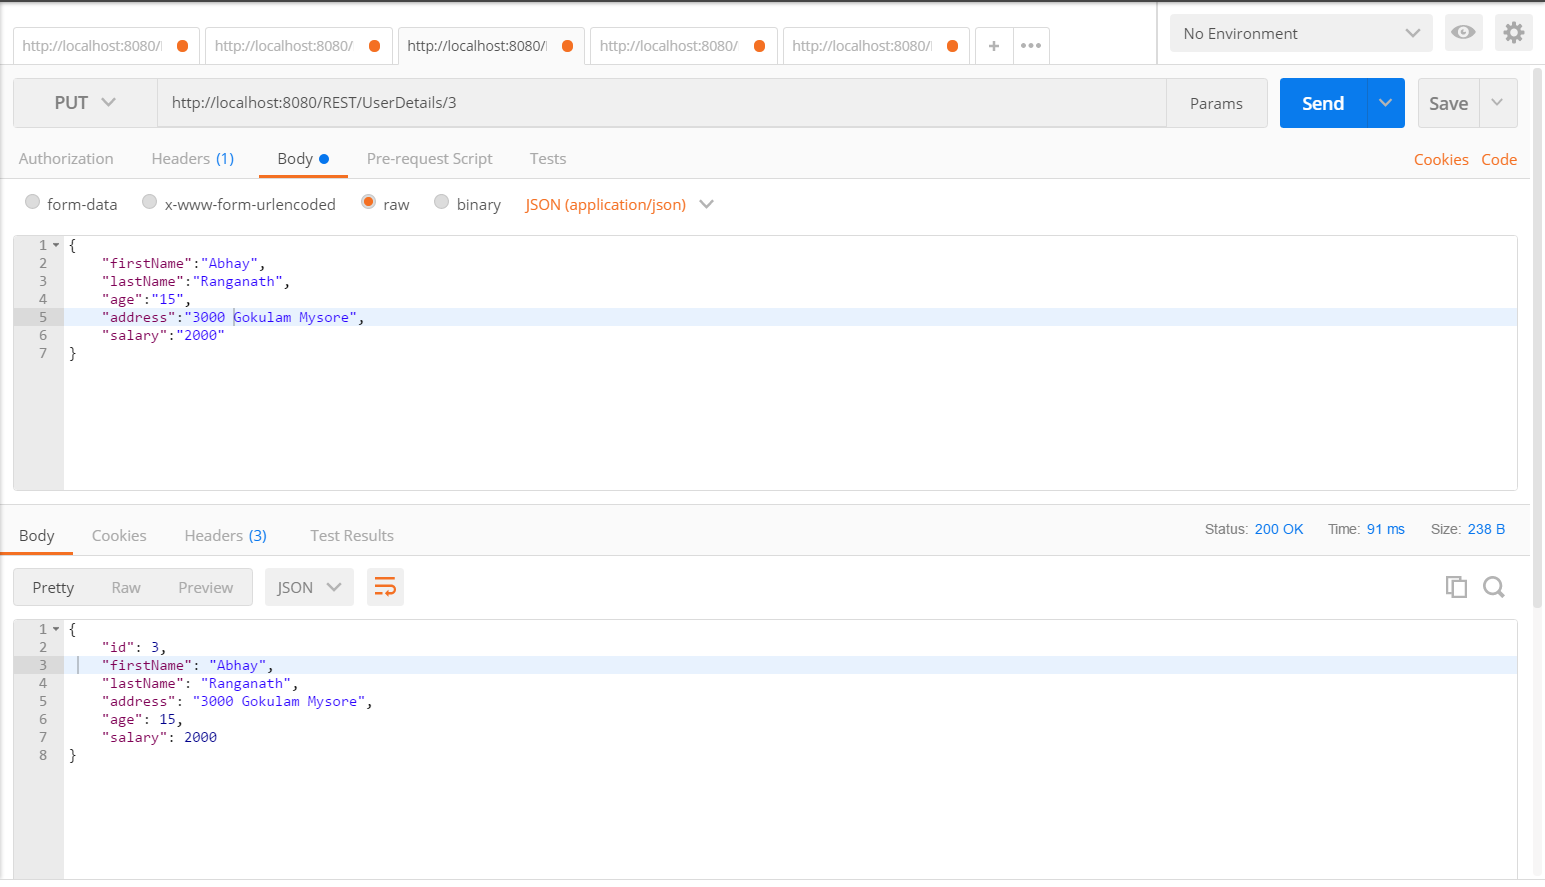 http://localhost:8080/ http://localhost:8080/ http://localhost:8080/ http://localhost:8080/ http://localhost:8080/ + ••• No Environment
PUT http://localhost:8080/REST/UserDetails/3 Params Send Save
Authorization Headers (1) Body Pre-request Script Tests Cookies Code
form-data x-www-form-urlencoded raw binary JSON (application/json)
1 {
2 "firstName":"Abhay",
3 "lastName":"Ranganath",
4 "age":"15",
5 "address":"3000 Gokulam Mysore",
6 "salary":"2000"
7 }
Body Cookies Headers (3) Test Results Status: 200 OK Time: 91 ms Size: 238 B
Pretty Raw Preview JSON
1 {
2 "id": 3,
3 "firstName": "Abhay",
4 "lastName": "Ranganath",
5 "address": "3000 Gokulam Mysore",
6 "age": 15,
7 "salary": 2000
8 }